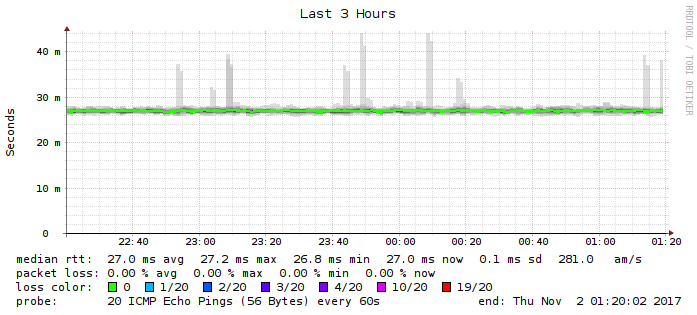 Last 3 Hours
RRDTOOL / TOBI OETIKER
Seconds
40 m
30 m
20 m
10 m
0
22:40 23:00 23:20 23:40 00:00 00:20 00:40 01:00 01:20
median rtt: 27.0 ms avg 27.2 ms max 26.8 ms min 27.0 ms now 0.1 ms sd 281.0 am/s
packet loss: 0.00 % avg 0.00 % max 0.00 % min 0.00 % now
loss color: 0 1/20 2/20 3/20 4/20 10/20 19/20
probe: 20 ICMP Echo Pings (56 Bytes) every 60s end: Thu Nov 2 01:20:02 2017